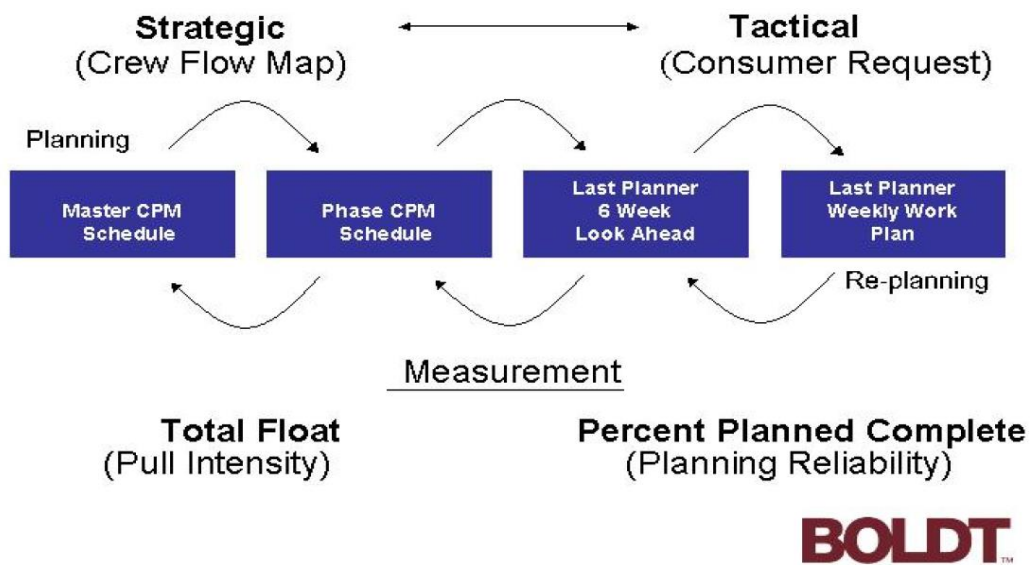 Strategic
(Crew Flow Map)
Tactical
(Consumer Request)
Planning
Master CPM
Schedule
Phase CPM
Schedule
Last Planner
6 Week
Look Ahead
Last Planner
Weekly Work
Plan
Re-planning
Measurement
Total Float
(Pull Intensity)
Percent Planned Complete
(Planning Reliability)
BOLDT™